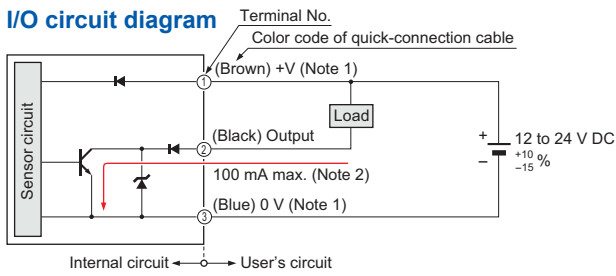 I/O circuit diagram
Terminal No.
Color code of quick-connection cable
Sensor circuit
1
(Brown) +V (Note 1)
Load
2
(Black) Output
+
−
12 to 24 V DC
+10
−15 %
100 mA max. (Note 2)
(Blue) 0 V (Note 1)
3
Internal circuit
User's circuit